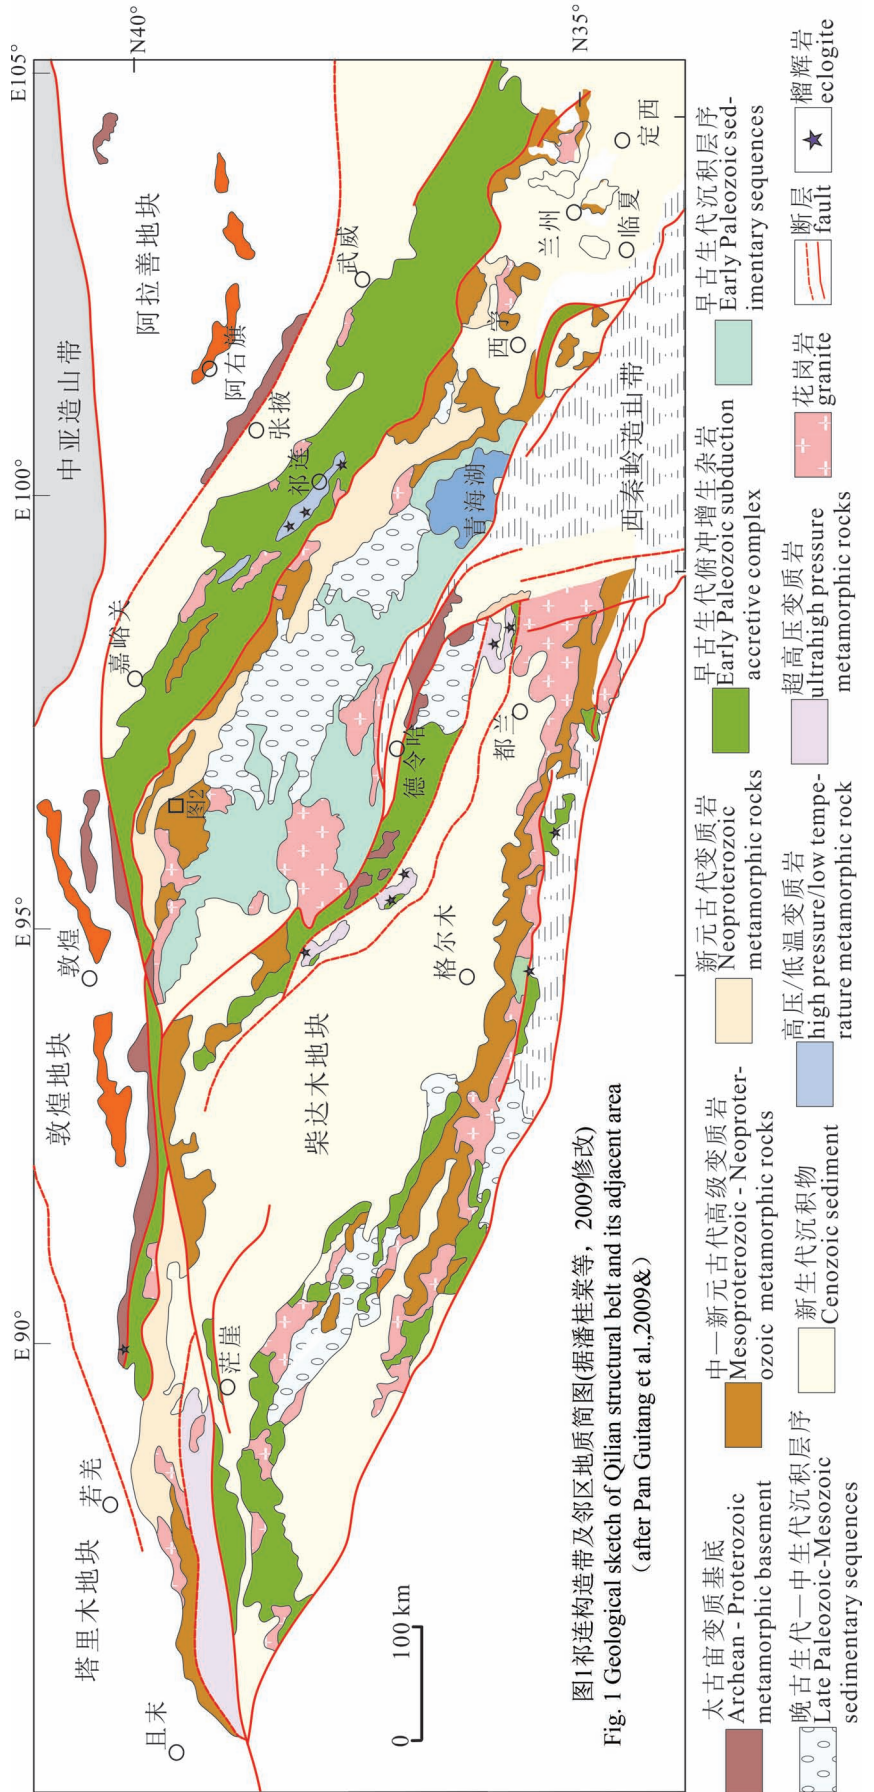 E 90°
E 95°
E 100°
E105°
N40°
N35°
中亚造山带
塔里木地块
敦煌地块
阿拉善地块
柴达木地块
西秦岭造山带
且末
若羌
茫崖
敦煌
嘉峪关
张掖
阿右旗
武威
祁连
图2
青海湖
德令哈
都兰
格尔木
西宁
兰州
临夏
定西
0
100 km
图1祁连构造带及邻区地质简图(据潘桂棠等，2009修改)
Fig. 1 Geological sketch of Qilian structural belt and its adjacent area
(after Pan Guitang et al.,2009&)
太古宙变质基底
Archean - Proterozoic
metamorphic basement
中一新元古代高级变质岩
Mesoproterozoic - Neoproter-
ozoic metamorphic rocks
新元古代变质岩
Neoproterozoic
metamorphic rocks
早古生代俯冲增生杂岩
Early Paleozoic subduction
accretive complex
早古生代沉积层序
Early Paleozoic sed-
imentary sequences
晚古生代一中生代沉积层序
Late Paleozoic-Mesozoic
sedimentary sequences
新生代沉积物
Cenozoic sediment
高压/低温变质岩
high pressure/low tempe-
rature metamorphic rock
超高压变质岩
ultrahigh pressure
metamorphic rocks
花岗岩
granite
断层
fault
榴辉岩
eclogite